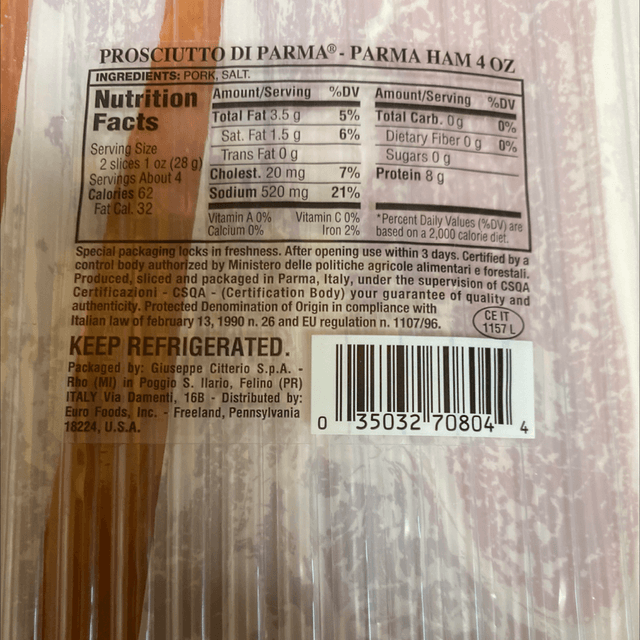 PROSCIUTTO DI PARMA® - PARMA HAM 4 OZ
INGREDIENTS: PORK, SALT.
Nutrition Facts
Serving Size
2 slices 1 oz (28 g)
Servings About 4
Calories 62
Fat Cal. 32
Amount/Serving %DV
Total Fat 3.5 g 5%
Sat. Fat 1.5 g 6%
Trans Fat 0 g
Cholest. 20 mg 7%
Sodium 520 mg 21%
Amount/Serving %DV
Total Carb. 0g 0%
Dietary Fiber 0 g 0%
Sugars 0 g
Protein 8 g
Vitamin A 0% Vitamin C 0%
Calcium 0% Iron 2%
*Percent Daily Values (%DV) are
based on a 2,000 calorie diet.
Special packaging locks in freshness. After opening use within 3 days. Certified by a
control body authorized by Ministero delle politiche agricole alimentari e forestali.
Produced, sliced and packaged in Parma, Italy, under the supervision of CSQA
Certificazioni - CSQA - (Certification Body) your guarantee of quality and
authenticity. Protected Denomination of Origin in compliance with
Italian law of february 13, 1990 n. 26 and EU regulation n. 1107/96.
CE IT
1157 L
KEEP REFRIGERATED.
Packaged by: Giuseppe Citterio S.p.A. -
Rho (MI) in Poggio S. Ilario, Felino (PR)
ITALY Via Damenti, 16B - Distributed by:
Euro Foods, Inc. - Freeland, Pennsylvania
18224, U.S.A.
0 35032 70804 4